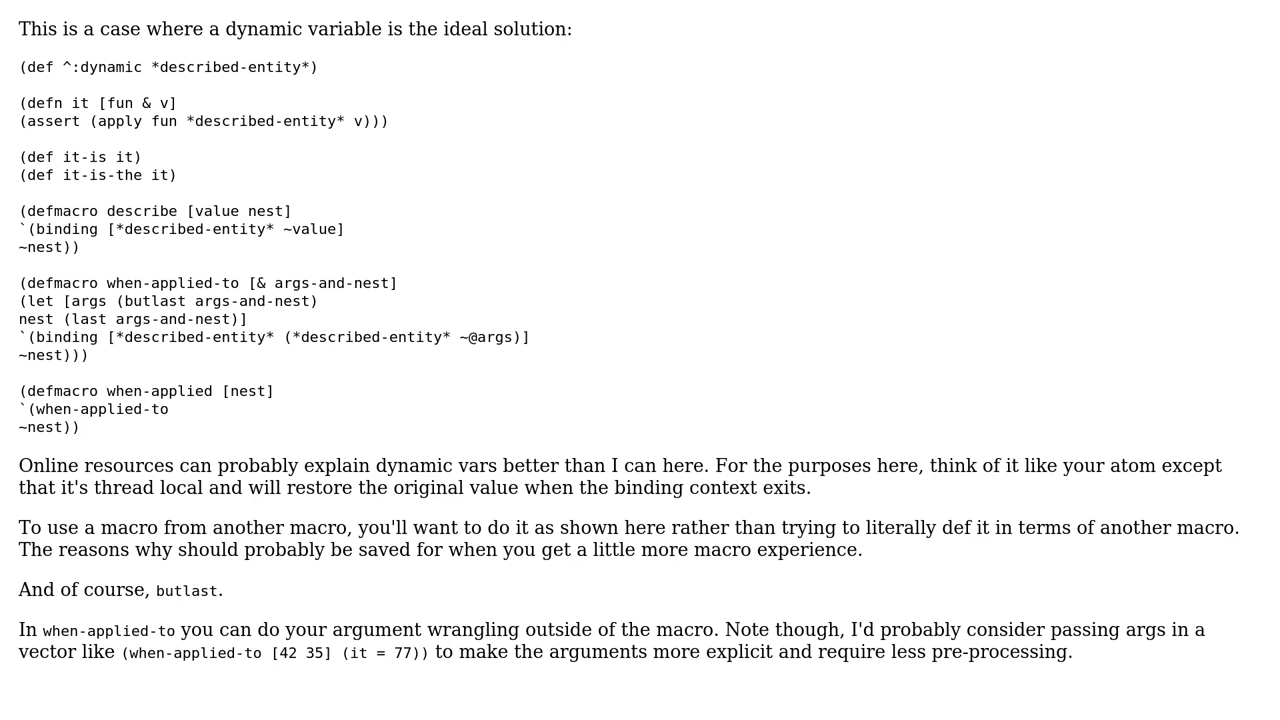 This is a case where a dynamic variable is the ideal solution:
(def ^:dynamic *described-entity*)
(defn it [fun & v]
(assert (apply fun *described-entity* v)))
(def it-is it)
(def it-is-the it)
(defmacro describe [value nest]
`(binding [*described-entity* ~value]
~nest))
(defmacro when-applied-to [& args-and-nest]
(let [args (butlast args-and-nest)
nest (last args-and-nest)]
`(binding [*described-entity* (*described-entity* ~@args)]
~nest)))
(defmacro when-applied [nest]
`(when-applied-to
~nest))
Online resources can probably explain dynamic vars better than I can here. For the purposes here, think of it like your atom except
that it's thread local and will restore the original value when the binding context exits.
To use a macro from another macro, you'll want to do it as shown here rather than trying to literally def it in terms of another macro.
The reasons why should probably be saved for when you get a little more macro experience.
And of course, butlast.
In when-applied-to you can do your argument wrangling outside of the macro. Note though, I'd probably consider passing args in a
vector like (when-applied-to [42 35] (it = 77)) to make the arguments more explicit and require less pre-processing.